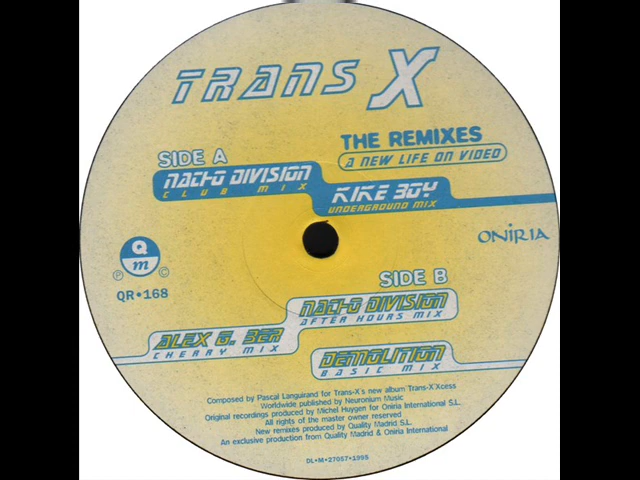 TRANS X
THE REMIXES
A NEW LIFE ON VIDEO
SIDE A
NACHO DIVISION
CLUB MIX
KIKE BOY
UNDERGROUND MIX
ONIRIA
Q
m
P C
QR•168
SIDE B
NACHO DIVISION
AFTER HOURS MIX
ALEX G. BER
CHERRY MIX
DEMOLITION
BASIC MIX
Composed by Pascal Languirand for Trans-X's new album Trans-X'Xcess
Worldwide published by Neuronium Music
Original recordings produced by Michel Huygen for Oniria International S.L.
All rights of the master owner reserved
New remixes produced by Quality Madrid S.L.
An exclusive production from Quality Madrid & Oniria International
DL•M•27057•1995